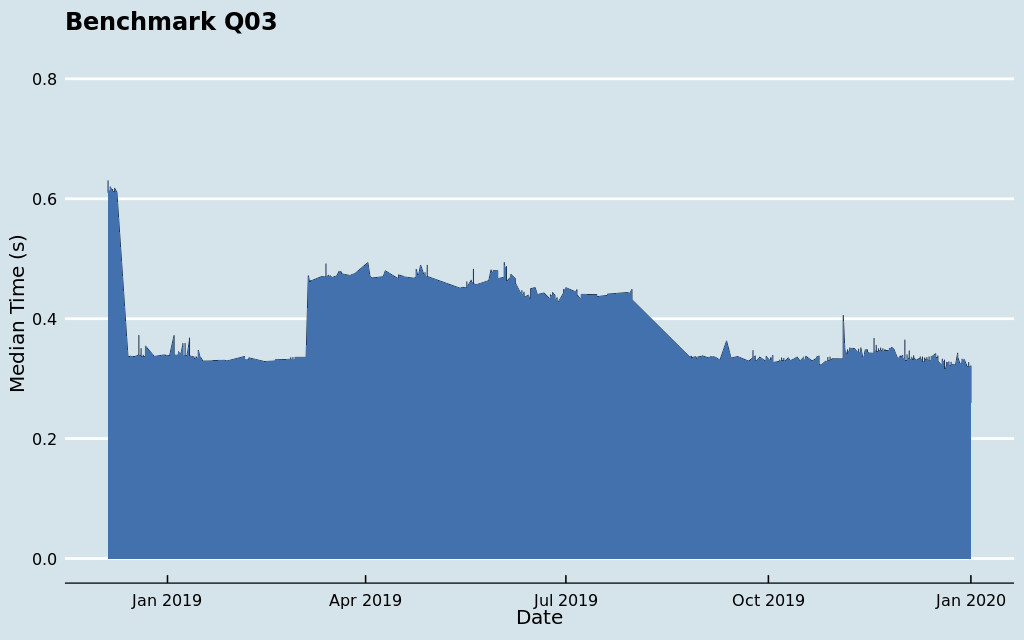 Benchmark Q03
Median Time (s)
0.8
0.6
0.4
0.2
0.0
Jan 2019
Apr 2019
Jul 2019
Oct 2019
Jan 2020
Date